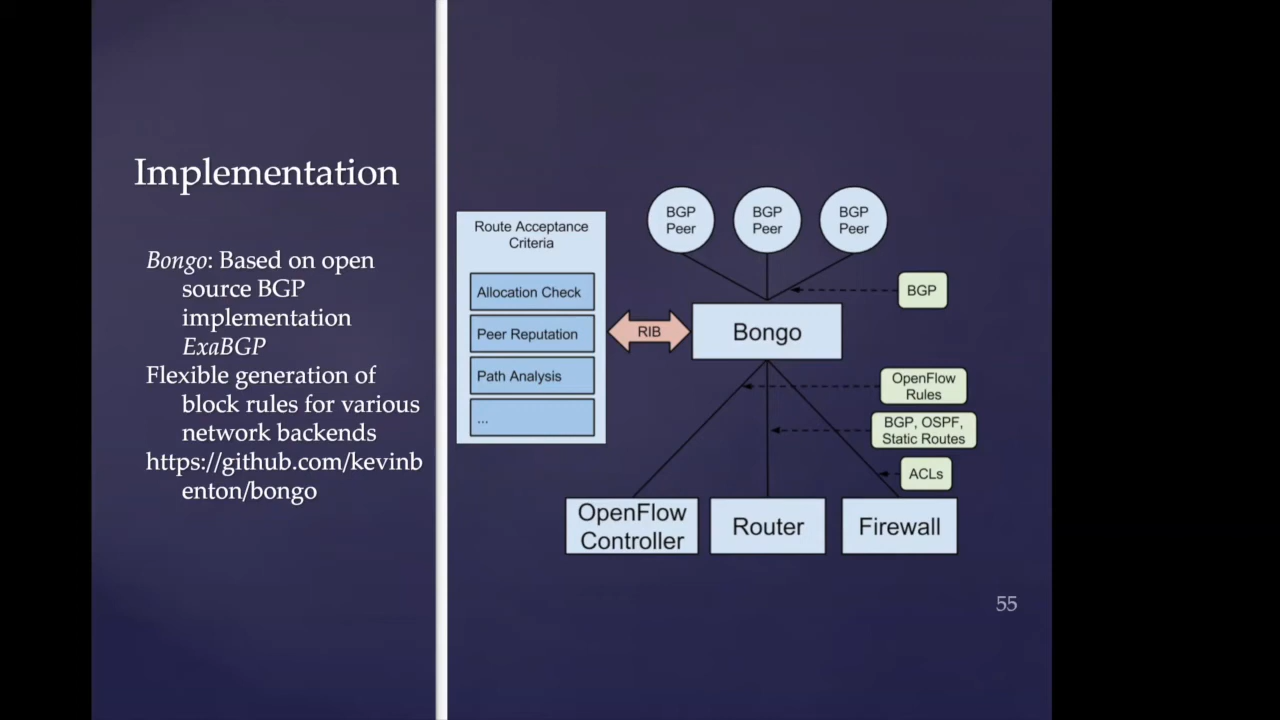 Implementation
Bongo: Based on open
source BGP
implementation
ExaBGP
Flexible generation of
block rules for various
network backends
https://github.com/kevinb
enton/bongo
Route Acceptance
Criteria
Allocation Check
Peer Reputation
Path Analysis
...
RIB
BGP
Peer
BGP
Peer
BGP
Peer
BGP
Bongo
OpenFlow
Rules
BGP, OSPF,
Static Routes
ACLs
OpenFlow
Controller
Router
Firewall
55